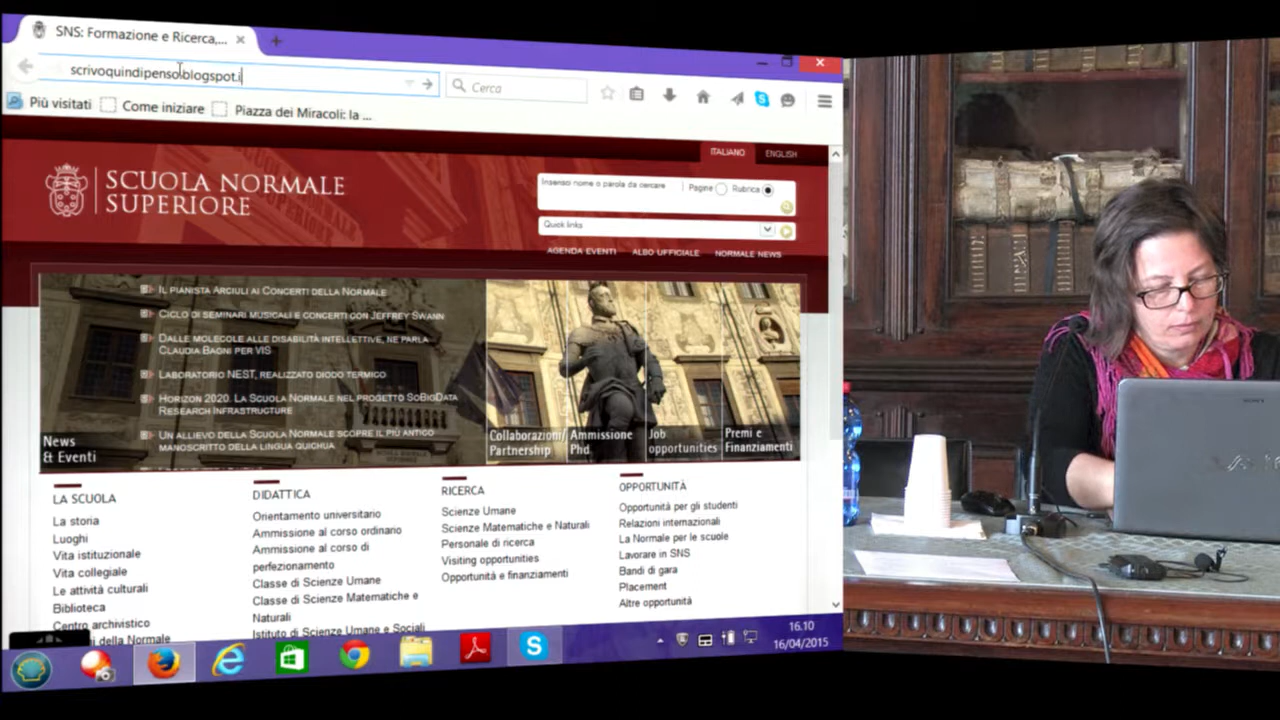 SNS: Formazione e Ricerca,...
scrivoquindipenso.blogspot.i
Cerca
Più visitati
Come iniziare
Piazza dei Miracoli: la ...
ITALIANO
ENGLISH
SCUOLA NORMALE
SUPERIORE
Pagine
Rubrica
Quick links
AGENDA EVENTI
ALBO UFFICIALE
NORMALE NEWS
IL PIANISTA ARCIULI AI CONCERTI DELLA NORMALE
CICLO DI SEMINARI MUSICALI E CONCERTI CON JEFFREY SWANN
DALLE MOLECOLE ALLE DISABILITÀ INTELLETTIVE, NE PARLA
CLAUDIA BAGNI PER VIS
LABORATORIO NEST, REALIZZATO DIODO TERMICO
HORIZON 2020. LA SCUOLA NORMALE NEL PROGETTO SOBIGDATA
RESEARCH INFRASTRUCTURE
UN ALLIEVO DELLA SCUOLA NORMALE SCOPRE IL PIÙ ANTICO
MANOSCRITTO DELLA LINGUA QUICHUA
News
& Eventi
Collaborazioni/
Partnership
Ammissione
Phd
Job
opportunities
Premi e
Finanziamenti
LA SCUOLA
La storia
Luoghi
Vita istituzionale
Vita collegiale
Le attività culturali
Biblioteca
Centro archivistico
della Normale
DIDATTICA
Orientamento universitario
Ammissione al corso ordinario
Ammissione al corso di
perfezionamento
Classe di Scienze Umane
Classe di Scienze Matematiche e
Naturali
Istituto di Scienze Umane e Sociali
RICERCA
Scienze Umane
Scienze Matematiche e Naturali
Personale di ricerca
Visiting opportunities
Opportunità e finanziamenti
OPPORTUNITÀ
Opportunità per gli studenti
Relazioni internazionali
La Normale per le scuole
Lavorare in SNS
Bandi di gara
Placement
Altre opportunità
16.10
16/04/2015
SONY